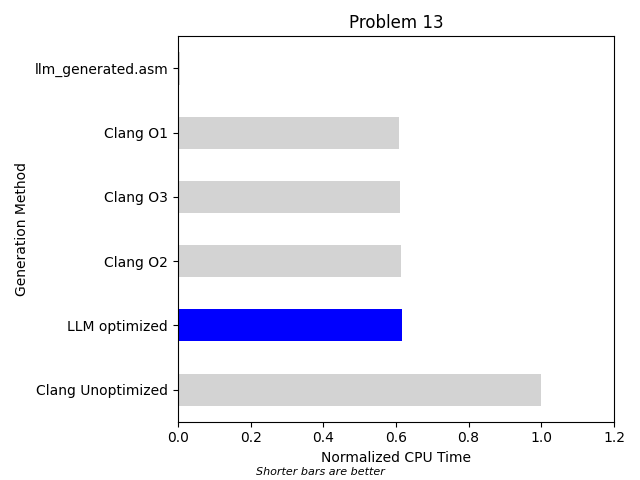 Problem 13
llm_generated.asm
Clang O1
Clang O3
Clang O2
LLM optimized
Clang Unoptimized
Generation Method
0.0 0.2 0.4 0.6 0.8 1.0 1.2
Normalized CPU Time
Shorter bars are better